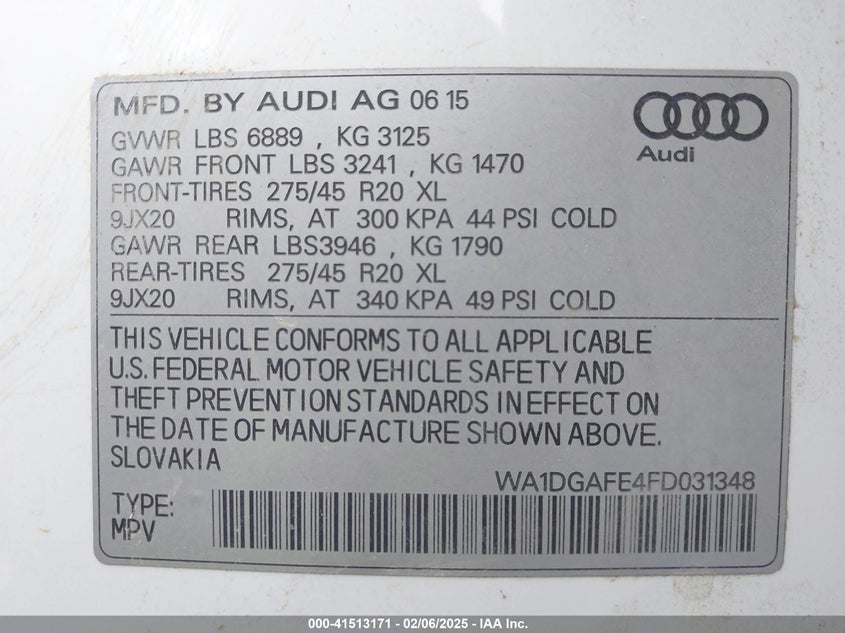 MFD. BY AUDI AG 06 15
Audi
GVWR LBS 6889 , KG 3125
GAWR FRONT LBS 3241 , KG 1470
FRONT-TIRES 275/45 R20 XL
9JX20 RIMS, AT 300 KPA 44 PSI COLD
GAWR REAR LBS3946 , KG 1790
REAR-TIRES 275/45 R20 XL
9JX20 RIMS, AT 340 KPA 49 PSI COLD
THIS VEHICLE CONFORMS TO ALL APPLICABLE
U.S. FEDERAL MOTOR VEHICLE SAFETY AND
THEFT PREVENTION STANDARDS IN EFFECT ON
THE DATE OF MANUFACTURE SHOWN ABOVE.
SLOVAKIA
WA1DGAFE4FD031348
TYPE:
MPV
000-41513171 - 02/06/2025 - IAA Inc.